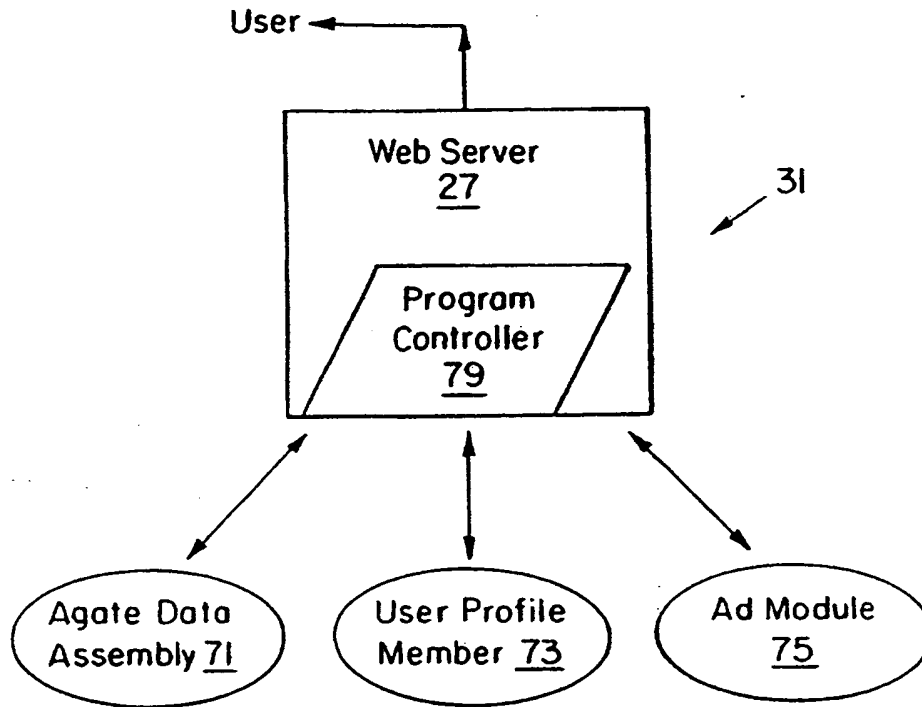 User
Web Server
27
31
Program
Controller
79
Agate Data
Assembly 71
User Profile
Member 73
Ad Module
75